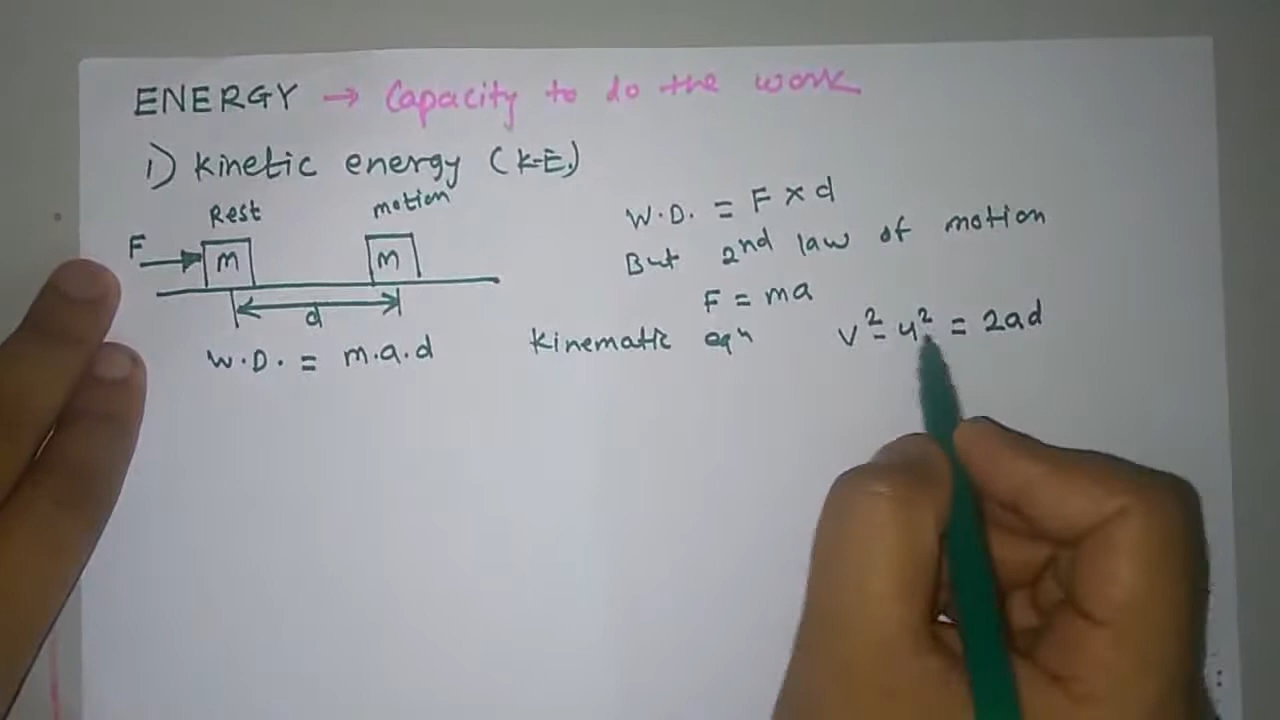 ENERGY → Capacity to do the work
i) Kinetic energy (K.E.)
Rest
motion
F
m
m
d
W.D. = m.a.d
W.D. = F × d
But 2nd law of motion
F = ma
Kinematic eqn v² - u² = 2ad